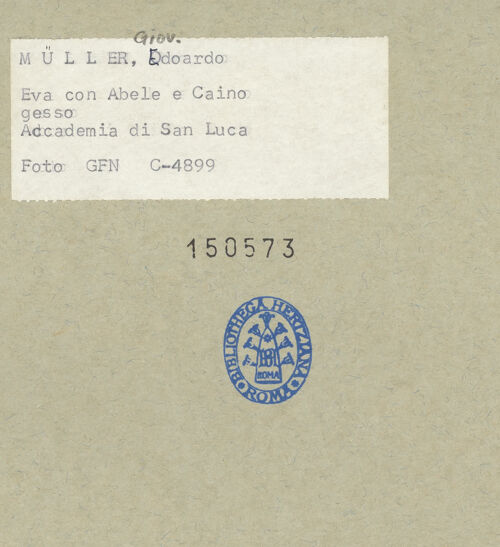 Giov.
MÜLLER, Edoardo
Eva con Abele e Caino
gesso
Accademia di San Luca
Foto GFN C-4899
150573
BIBLIOTHECA HERTZIANA
ROMA
ROMA